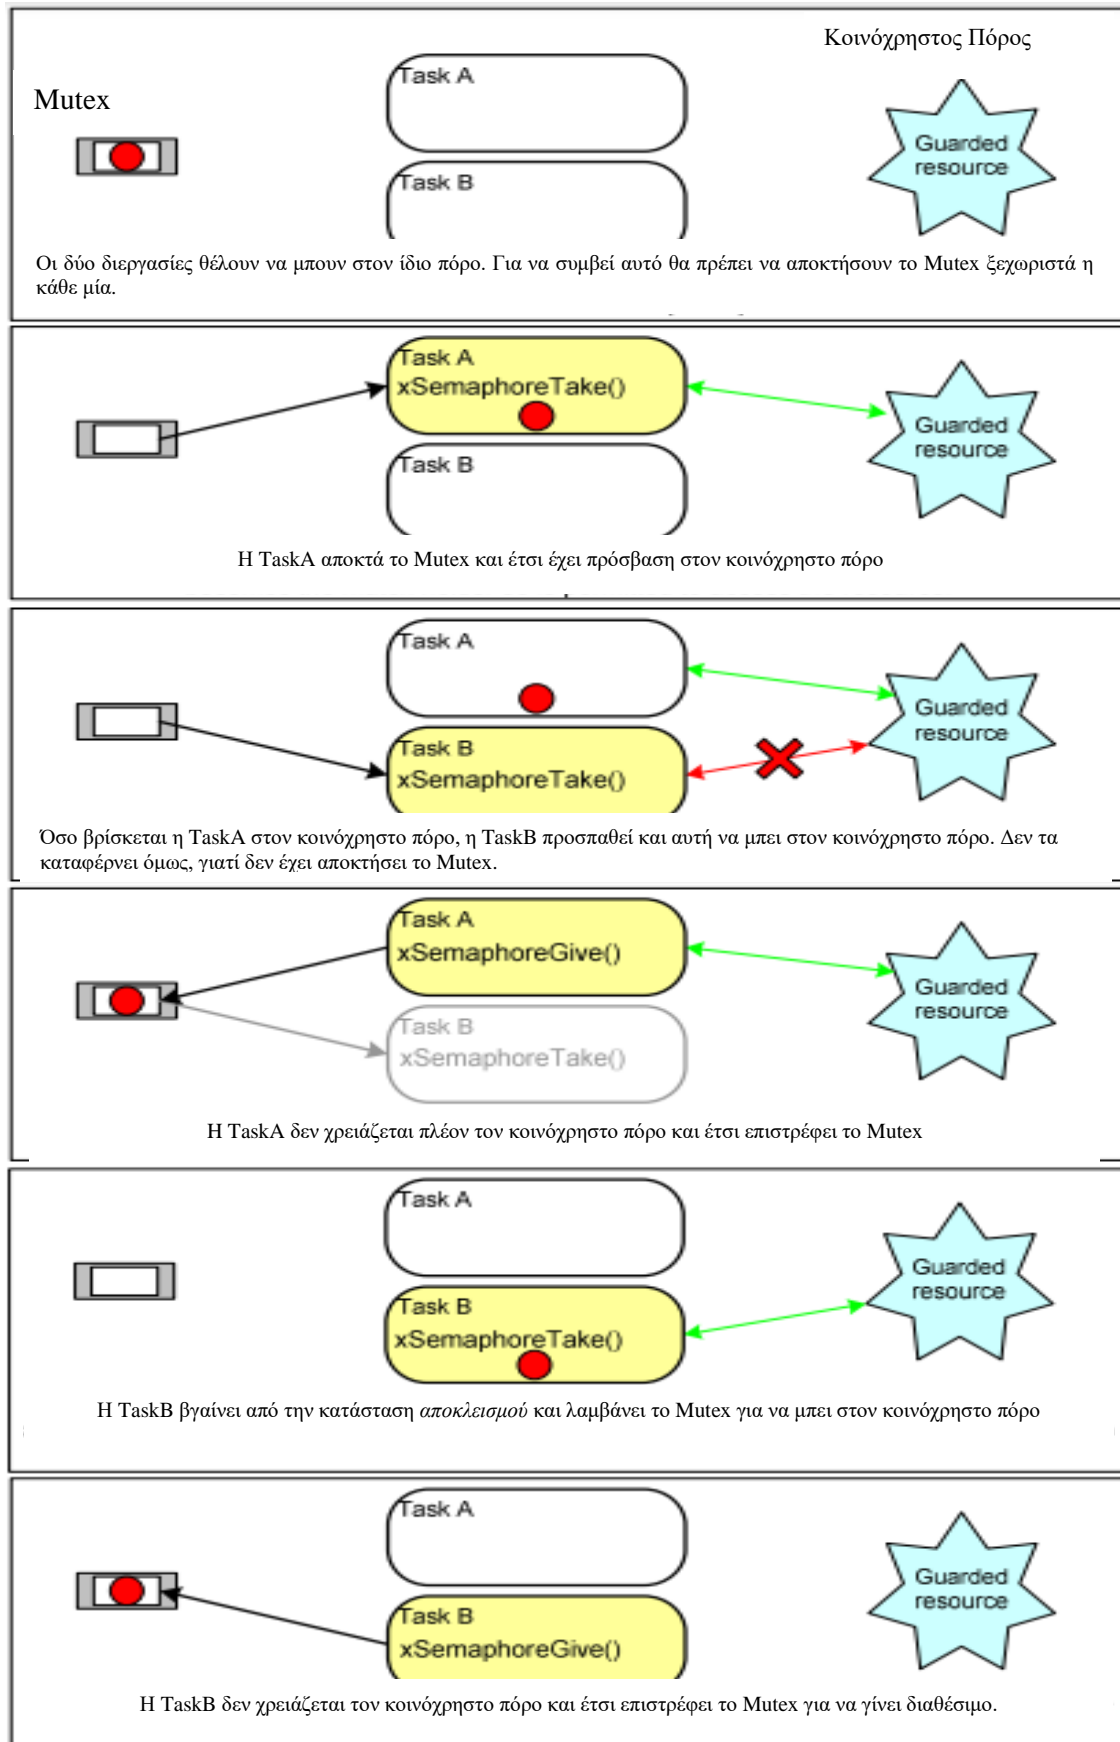 Κοινόχρηστος Πόρος
Mutex
Task A
Task B
Guarded
resource
Οι δύο διεργασίες θέλουν να μπουν στον ίδιο πόρο. Για να συμβεί αυτό θα πρέπει να αποκτήσουν το Mutex ξεχωριστά η
κάθε μία.
Task A
xSemaphoreTake()
Task B
Guarded
resource
Η TaskA αποκτά το Mutex και έτσι έχει πρόσβαση στον κοινόχρηστο πόρο
Task A
Task B
xSemaphoreTake()
Guarded
resource
Όσο βρίσκεται η TaskA στον κοινόχρηστο πόρο, η TaskB προσπαθεί και αυτή να μπει στον κοινόχρηστο πόρο. Δεν τα
καταφέρνει όμως, γιατί δεν έχει αποκτήσει το Mutex.
Task A
xSemaphoreGive()
Task B
xSemaphoreTake()
Guarded
resource
Η TaskA δεν χρειάζεται πλέον τον κοινόχρηστο πόρο και έτσι επιστρέφει το Mutex
Task A
Task B
xSemaphoreTake()
Guarded
resource
Η TaskB βγαίνει από την κατάσταση αποκλεισμού και λαμβάνει το Mutex για να μπει στον κοινόχρηστο πόρο
Task A
Task B
xSemaphoreGive()
Guarded
resource
Η TaskB δεν χρειάζεται τον κοινόχρηστο πόρο και έτσι επιστρέφει το Mutex για να γίνει διαθέσιμο.